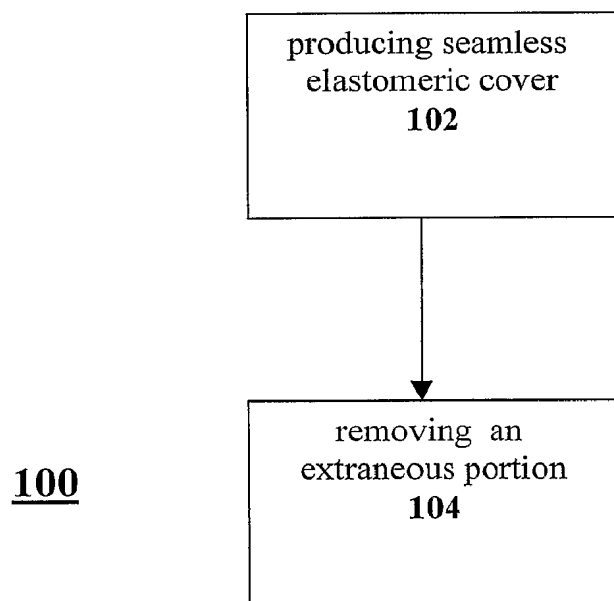 producing seamless
elastomeric cover
102
removing an
extraneous portion
104
100